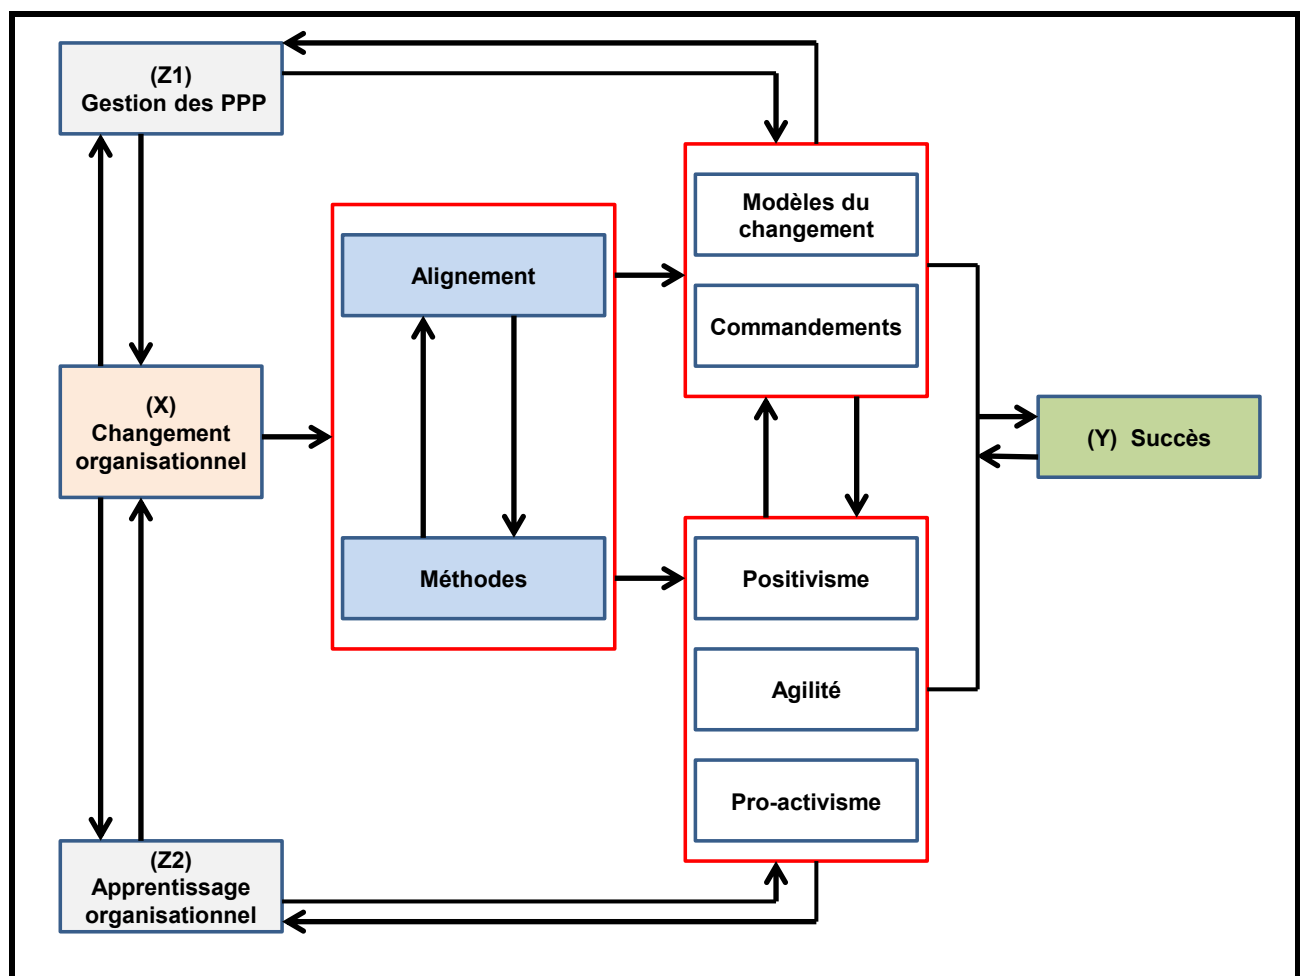 (Z1)
Gestion des PPP
Modèles du
changement
Alignement
Commandements
(X)
Changement
organisationnel
(Y) Succès
Méthodes
Positivisme
Agilité
Pro-activisme
(Z2)
Apprentissage
organisationnel